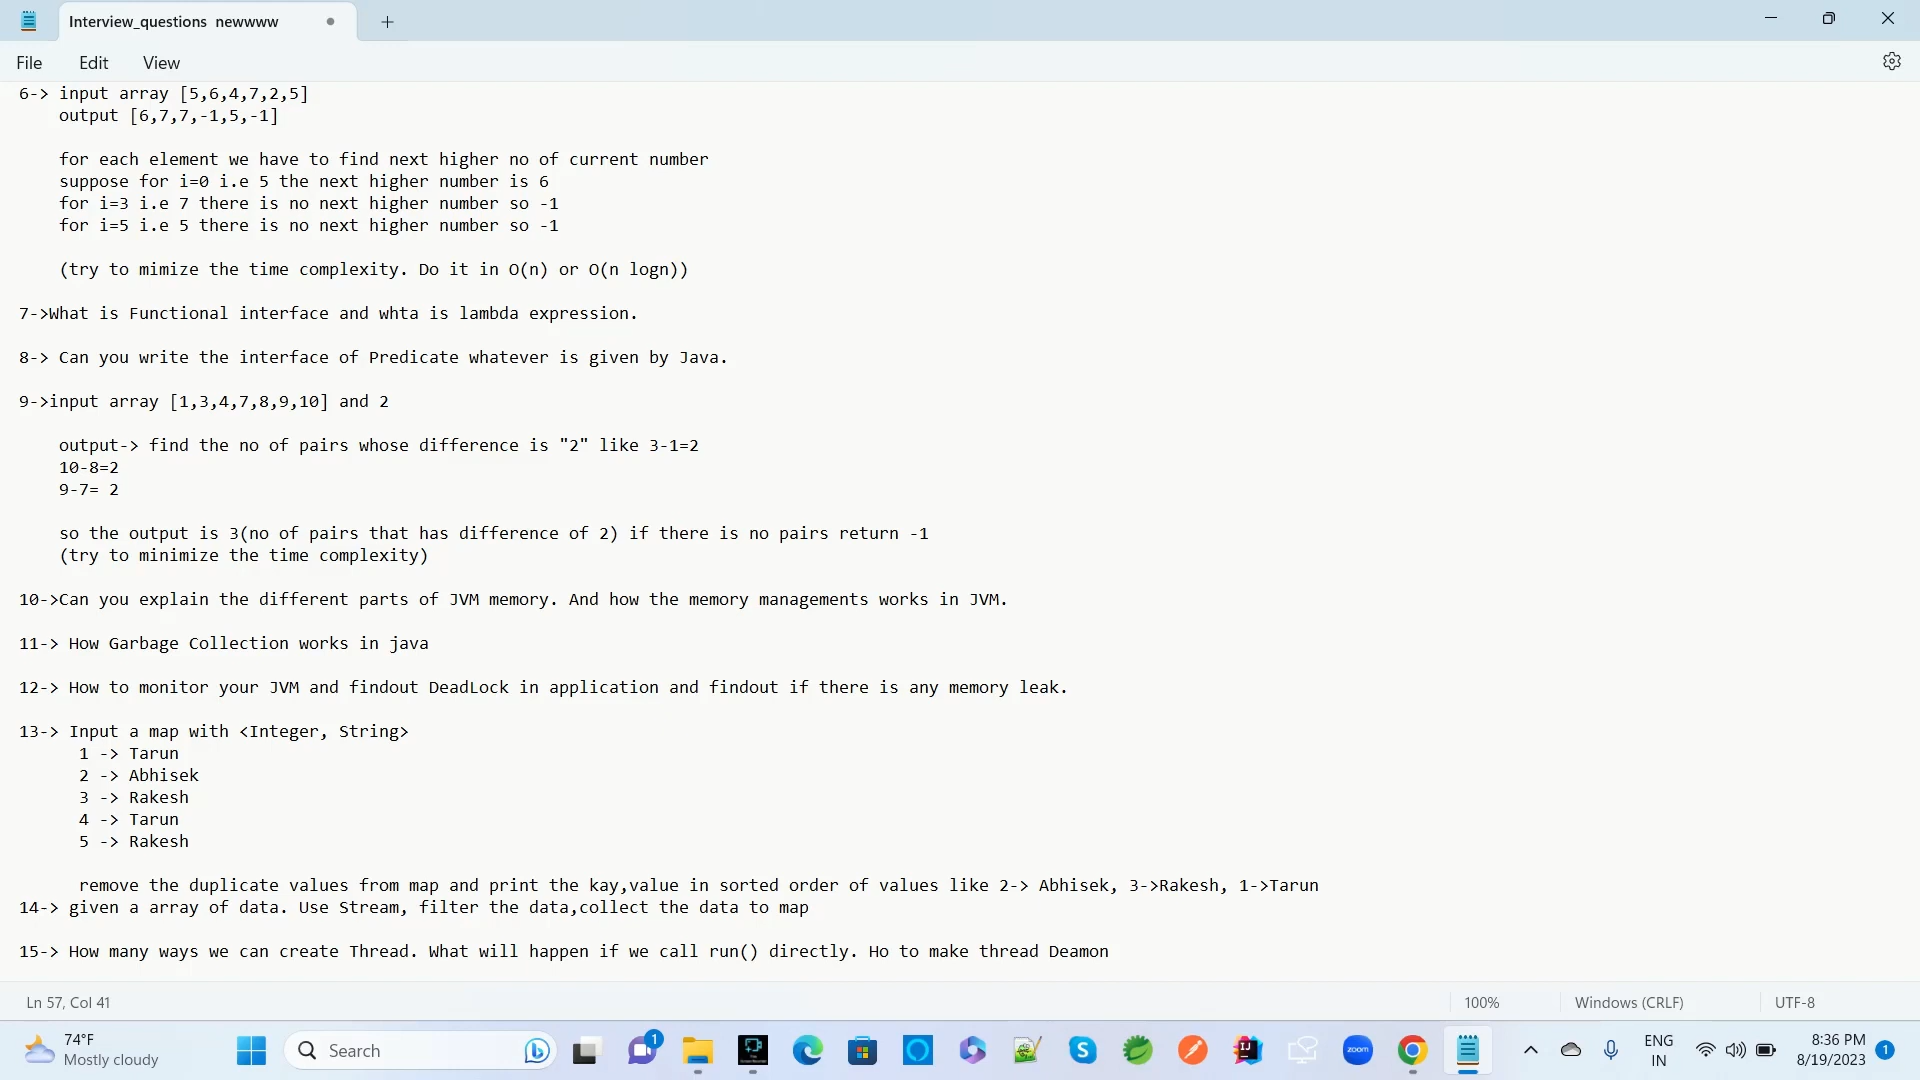 Interview_questions newwww
File Edit View
6-> input array [5,6,4,7,2,5]
output [6,7,7,-1,5,-1]
for each element we have to find next higher no of current number
suppose for i=0 i.e 5 the next higher number is 6
for i=3 i.e 7 there is no next higher number so -1
for i=5 i.e 5 there is no next higher number so -1
(try to mimize the time complexity. Do it in O(n) or O(n logn))
7->What is Functional interface and whta is lambda expression.
8-> Can you write the interface of Predicate whatever is given by Java.
9->input array [1,3,4,7,8,9,10] and 2
output-> find the no of pairs whose difference is "2" like 3-1=2
10-8=2
9-7= 2
so the output is 3(no of pairs that has difference of 2) if there is no pairs return -1
(try to minimize the time complexity)
10->Can you explain the different parts of JVM memory. And how the memory managements works in JVM.
11-> How Garbage Collection works in java
12-> How to monitor your JVM and findout DeadLock in application and findout if there is any memory leak.
13-> Input a map with <Integer, String>
1 -> Tarun
2 -> Abhisek
3 -> Rakesh
4 -> Tarun
5 -> Rakesh
remove the duplicate values from map and print the kay,value in sorted order of values like 2-> Abhisek, 3->Rakesh, 1->Tarun
14-> given a array of data. Use Stream, filter the data,collect the data to map
15-> How many ways we can create Thread. What will happen if we call run() directly. Ho to make thread Deamon
Ln 57, Col 41 100% Windows (CRLF) UTF-8
74°F
Mostly cloudy
Search
1
zoom
ENG
IN
8:36 PM
8/19/2023
1